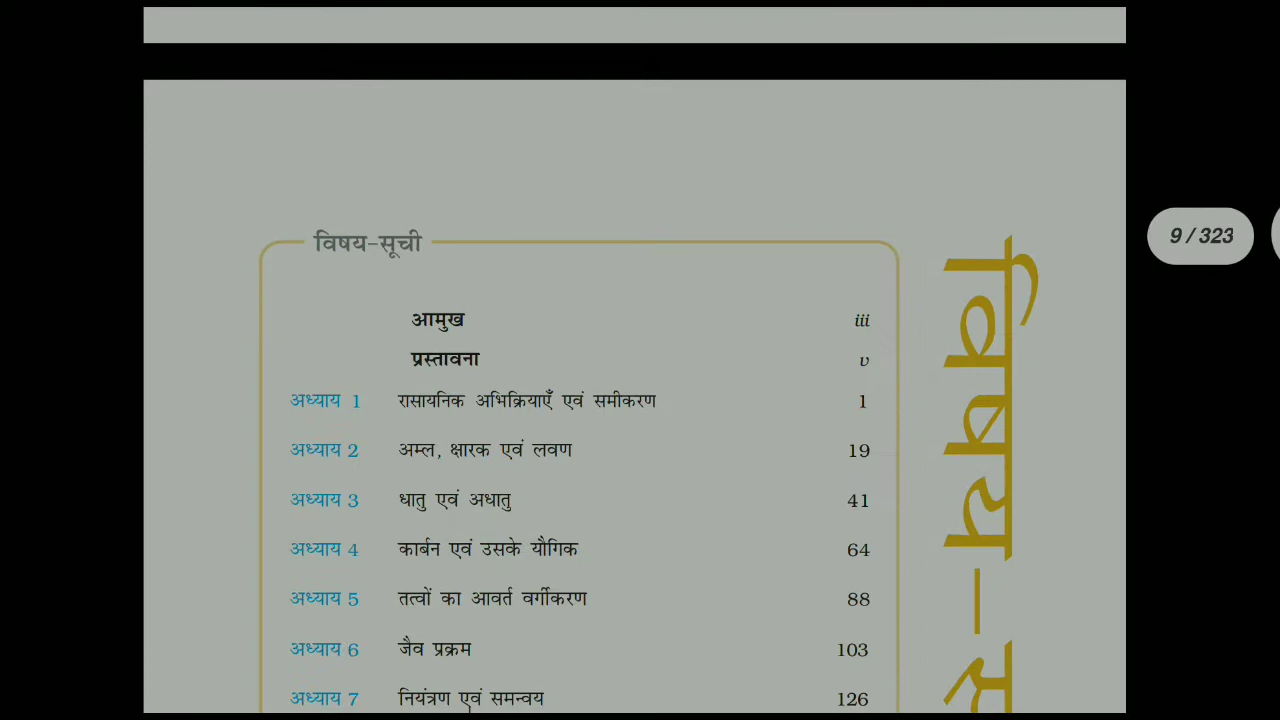 9 / 323
विषय-सूची
आमुख iii
प्रस्तावना v
अध्याय 1 रासायनिक अभिक्रियाएँ एवं समीकरण 1
अध्याय 2 अम्ल, क्षारक एवं लवण 19
अध्याय 3 धातु एवं अधातु 41
अध्याय 4 कार्बन एवं उसके यौगिक 64
अध्याय 5 तत्वों का आवर्त वर्गीकरण 88
अध्याय 6 जैव प्रक्रम 103
अध्याय 7 नियंत्रण एवं समन्वय 126
विषय-